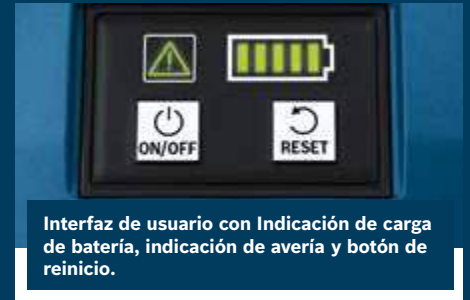 ON/OFF
RESET
Interfaz de usuario con Indicación de carga
de batería, indicación de avería y botón de
reinicio.